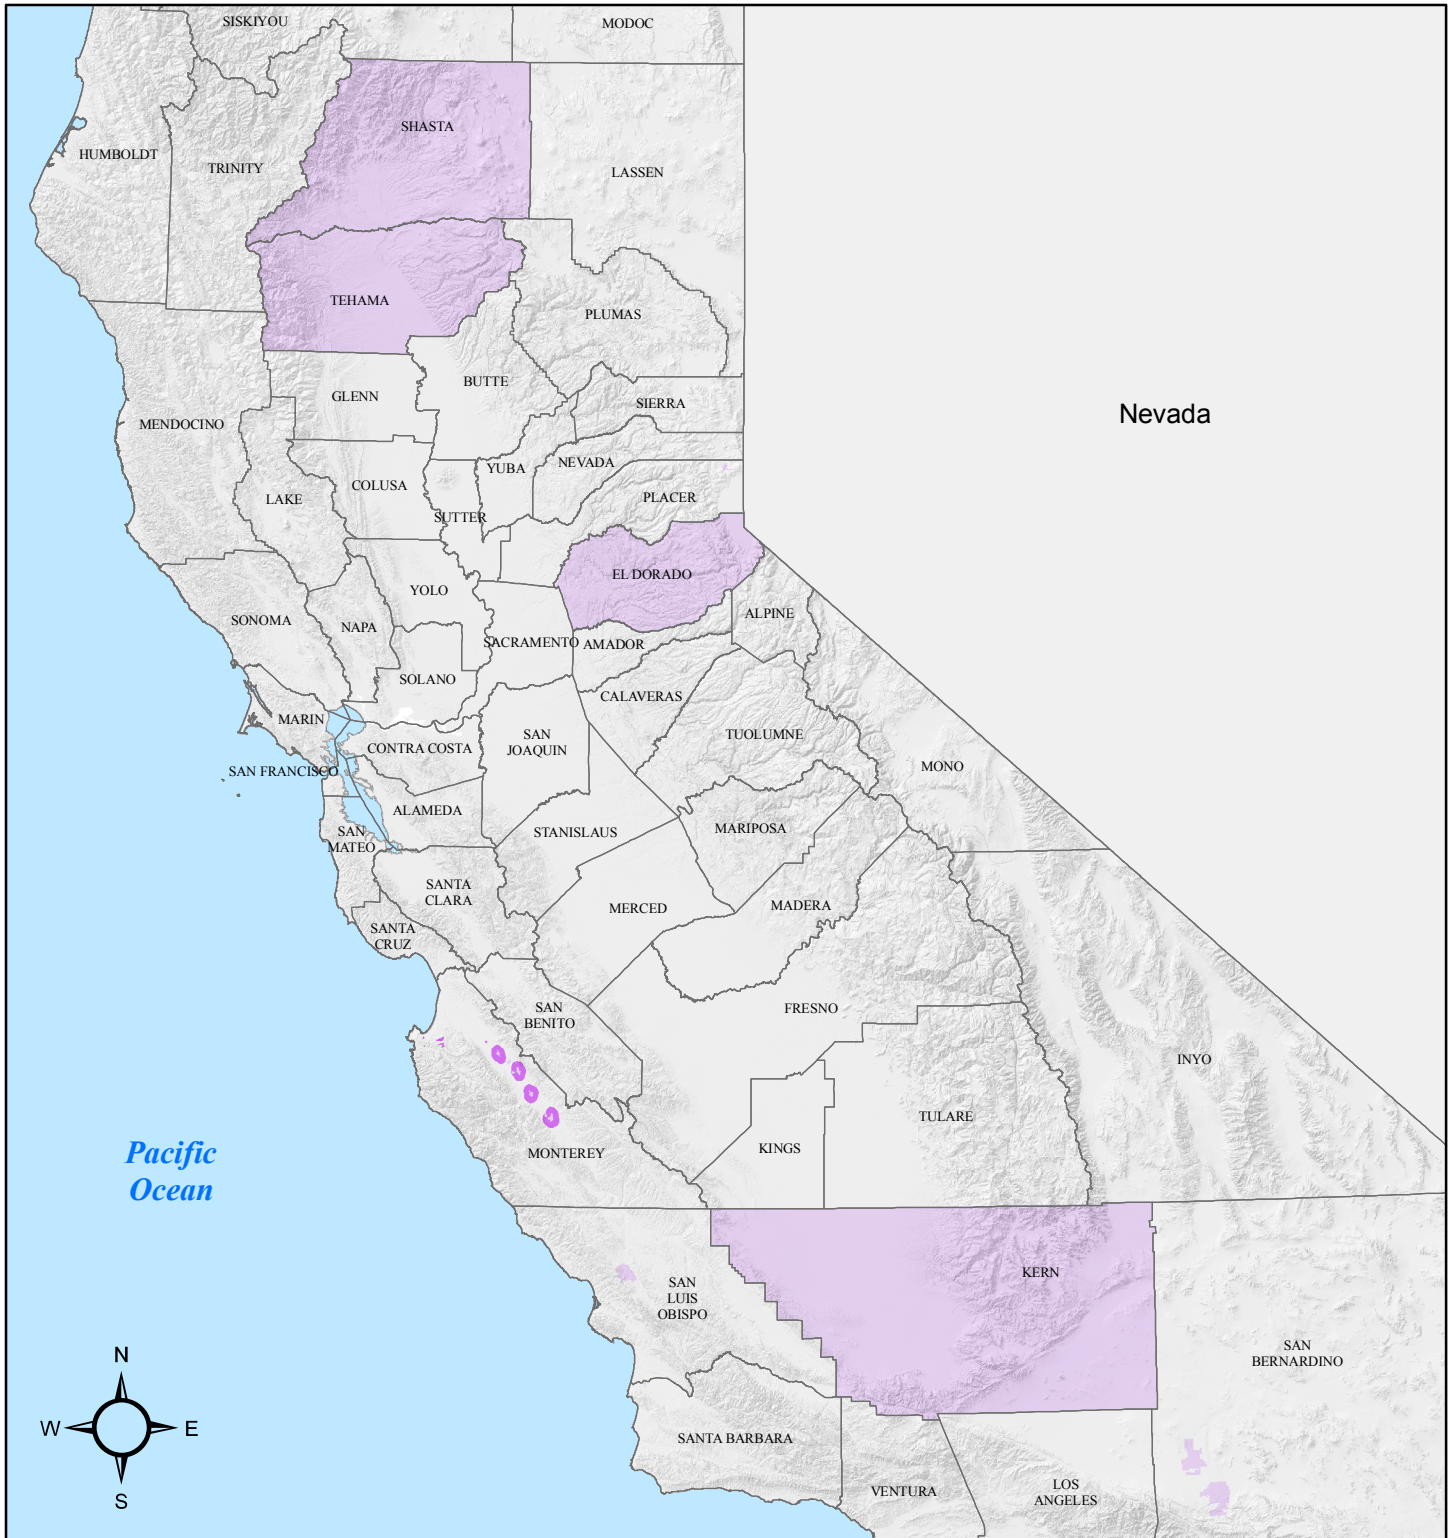 SISKIYOU
MODOC
SHASTA
HUMBOLDT
TRINITY
LASSEN
TEHAMA
PLUMAS
BUTTE
GLENN
SIERRA
Nevada
MENDOCINO
NEVADA
YUBA
COLUSA
LAKE
PLACER
SUTTER
EL DORADO
YOLO
ALPINE
SONOMA
NAPA
SACRAMENTO
AMADOR
SOLANO
CALAVERAS
MARIN
SAN
JOAQUIN
TUOLUMNE
CONTRA COSTA
MONO
SAN FRANCISCO
ALAMEDA
MARIPOSA
STANISLAUS
SAN
MATEO
SANTA
CLARA
MERCED
MADERA
SANTA
CRUZ
FRESNO
SAN
BENITO
INYO
TULARE
KINGS
MONTEREY
Pacific
Ocean
KERN
SAN
LUIS
OBISPO
SAN
BERNARDINO
N
W
E
S
SANTA BARBARA
VENTURA
LOS
ANGELES